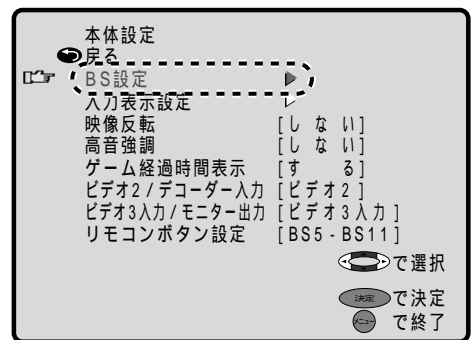 本体設定
戻る
BS設定
入力表示設定
映像反転 [しない]
高音強調 [しない]
ゲーム経過時間表示 [する]
ビデオ2/デコーダー入力 [ビデオ2]
ビデオ3入力/モニター出力 [ビデオ3入力]
リモコンボタン設定 [BS5-BS11]
で選択
決定 で決定
メニュー で終了